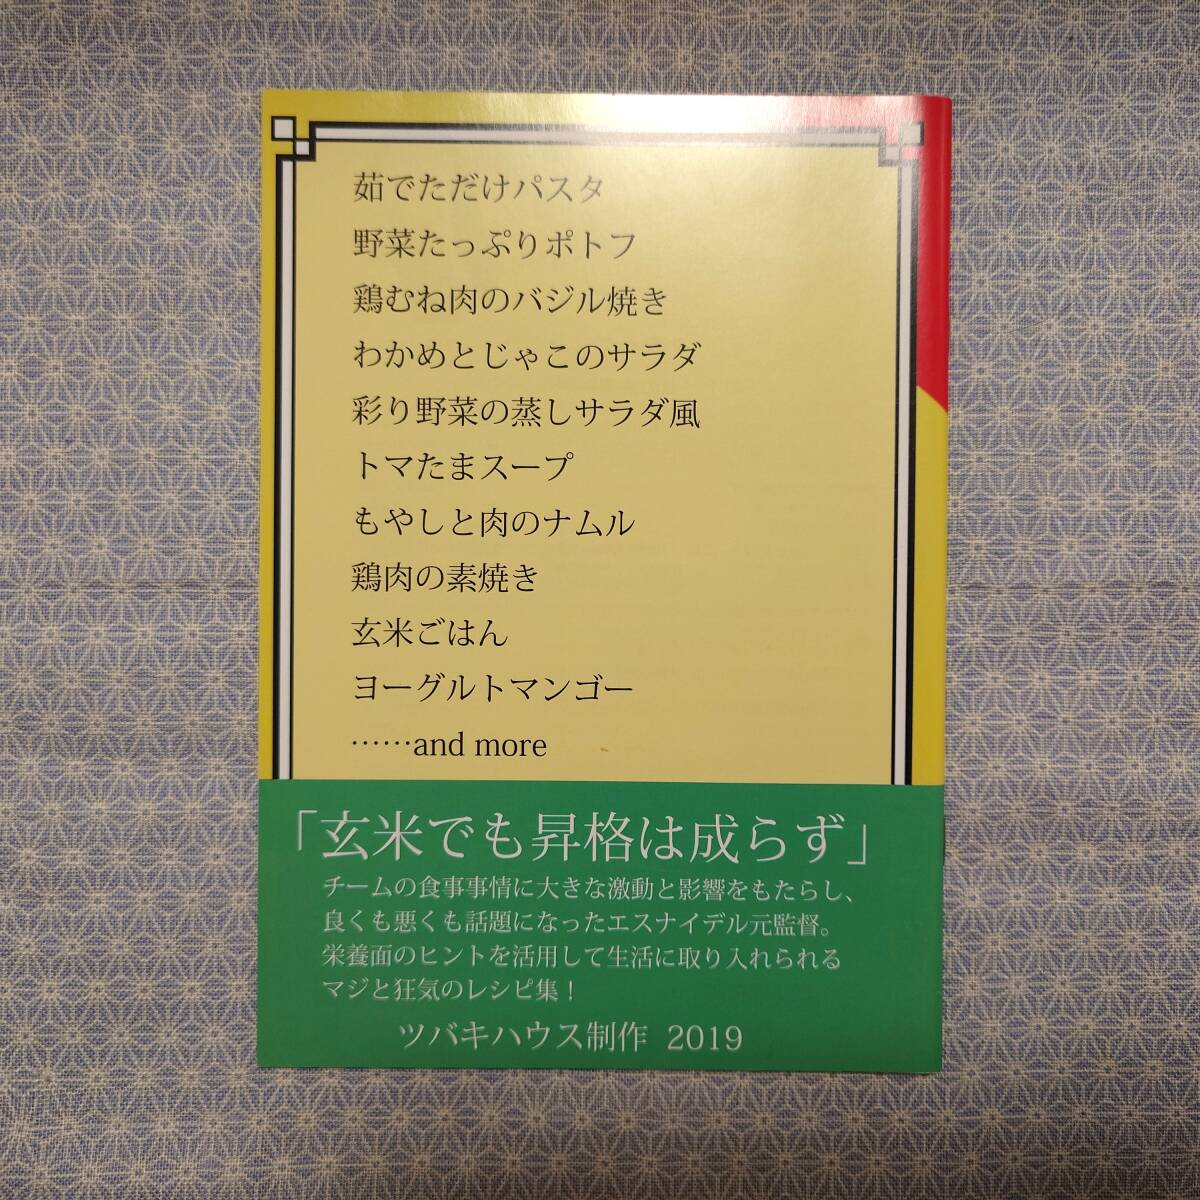 茹でただけパスタ
野菜たっぷりポトフ
鶏むね肉のバジル焼き
わかめとじゃこのサラダ
彩り野菜の蒸しサラダ風
トマたまスープ
もやしと肉のナムル
鶏肉の素焼き
玄米ごはん
ヨーグルトマンゴー
……and more
「玄米でも昇格は成らず」
チームの食事事情に大きな激動と影響をもたらし、
良くも悪くも話題になったエスナイデル元監督。
栄養面のヒントを活用して生活に取り入れられる
マジと狂気のレシピ集！
ツバキハウス制作 2019